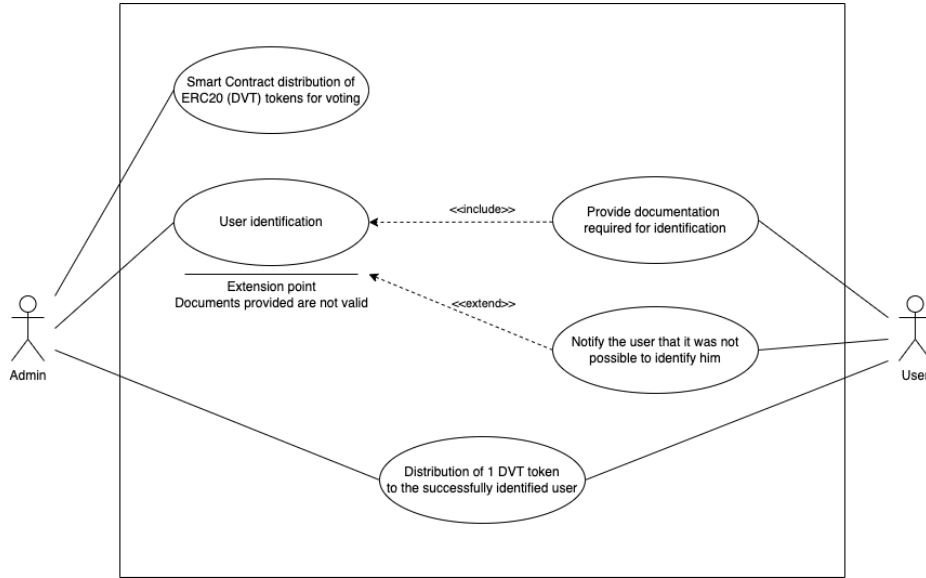 Smart Contract distribution of
ERC20 (DVT) tokens for voting
User identification
<<include>>
Provide documentation
required for identification
Extension point
Documents provided are not valid
<<extend>>
Notify the user that it was not
possible to identify him
Admin
User
Distribution of 1 DVT token
to the successfully identified user